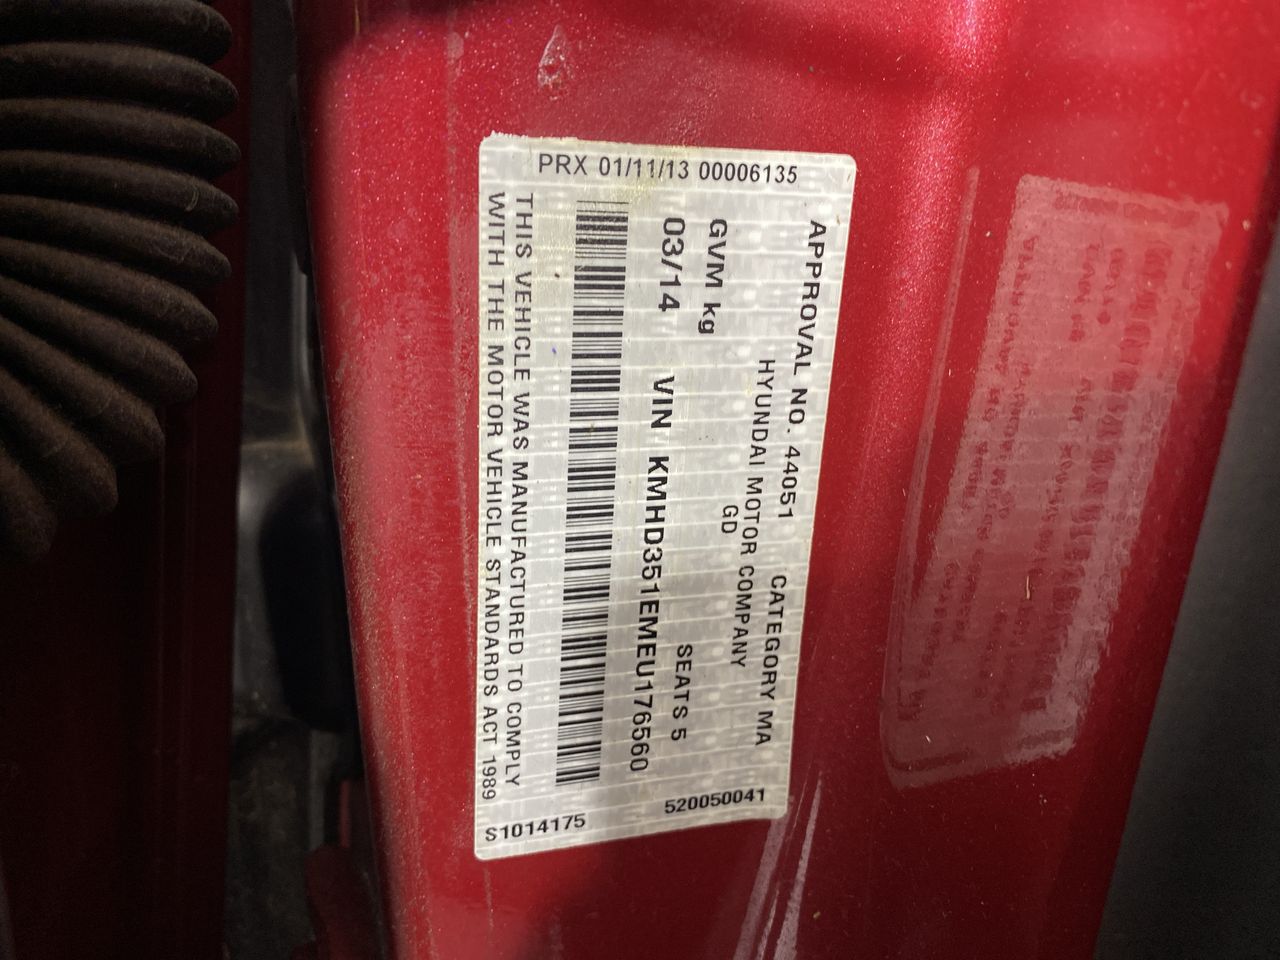 PRX 01/11/13 00006135
APPROVAL NO. 44051 CATEGORY MA
HYUNDAI MOTOR COMPANY
GD
GVM kg SEATS 5
03/14 VIN KMHD351EMEU176560
THIS VEHICLE WAS MANUFACTURED TO COMPLY
WITH THE MOTOR VEHICLE STANDARDS ACT 1989
520050041
S1014175